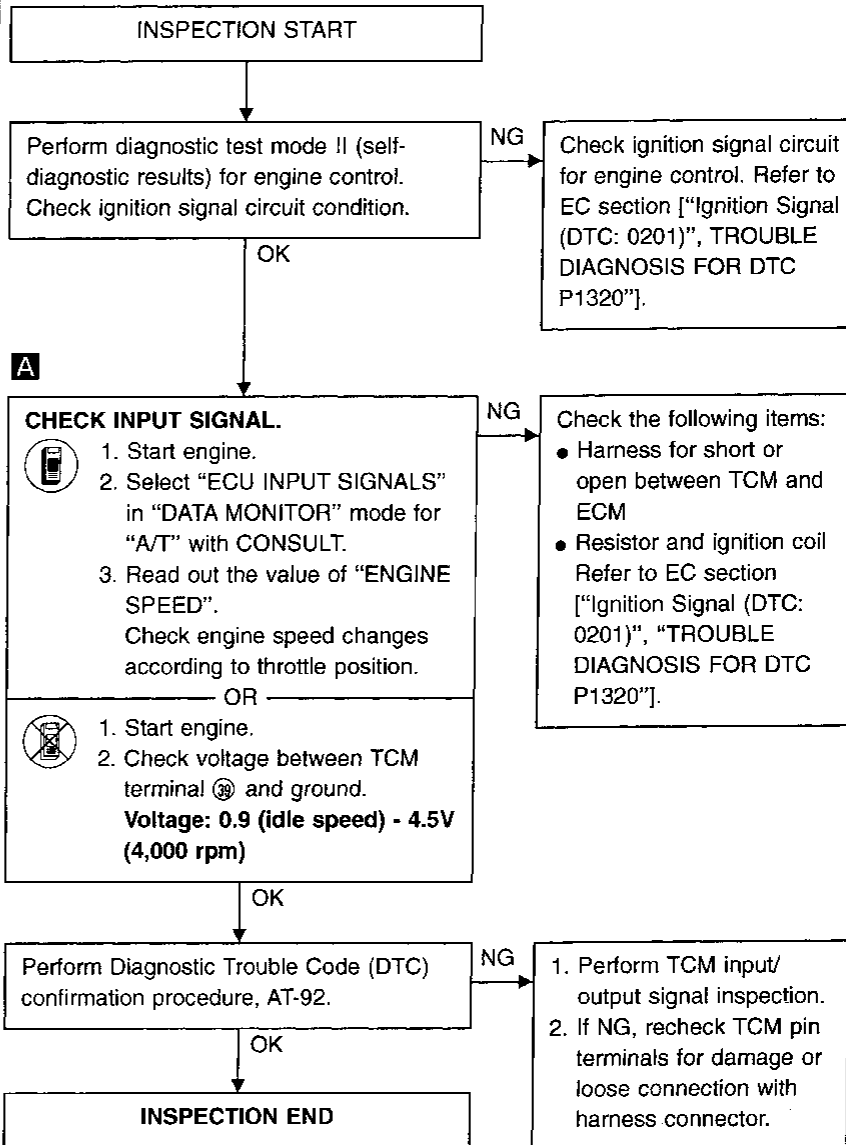 INSPECTION START
Perform diagnostic test mode II (self-
diagnostic results) for engine control.
Check ignition signal circuit condition.
NG
Check ignition signal circuit
for engine control. Refer to
EC section ["Ignition Signal
(DTC: 0201)", TROUBLE
DIAGNOSIS FOR DTC
P1320"].
OK
A
CHECK INPUT SIGNAL.
1. Start engine.
2. Select "ECU INPUT SIGNALS"
in "DATA MONITOR" mode for
"A/T" with CONSULT.
3. Read out the value of "ENGINE
SPEED".
Check engine speed changes
according to throttle position.
OR
1. Start engine.
2. Check voltage between TCM
terminal ㊴ and ground.
Voltage: 0.9 (idle speed) - 4.5V
(4,000 rpm)
NG
Check the following items:
● Harness for short or
open between TCM and
ECM
● Resistor and ignition coil
Refer to EC section
["Ignition Signal (DTC:
0201)", "TROUBLE
DIAGNOSIS FOR DTC
P1320"].
OK
Perform Diagnostic Trouble Code (DTC)
confirmation procedure, AT-92.
NG
1. Perform TCM input/
output signal inspection.
2. If NG, recheck TCM pin
terminals for damage or
loose connection with
harness connector.
OK
INSPECTION END